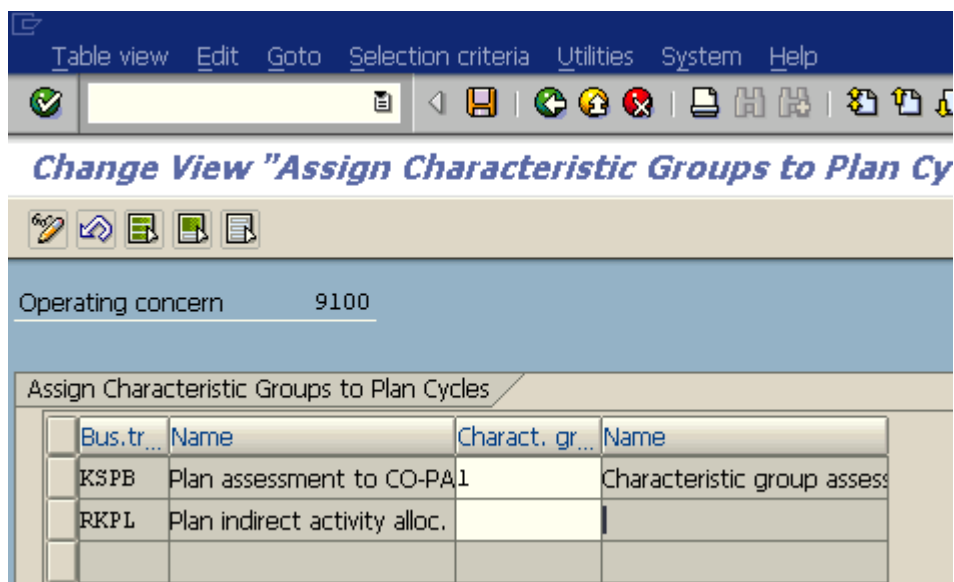 Table view Edit Goto Selection criteria Utilities System Help
Change View "Assign Characteristic Groups to Plan Cy
Operating concern 9100
Assign Characteristic Groups to Plan Cycles
Bus.tr... Name Charact. gr... Name
KSPB Plan assessment to CO-PA 1 Characteristic group assess
RKPL Plan indirect activity alloc.